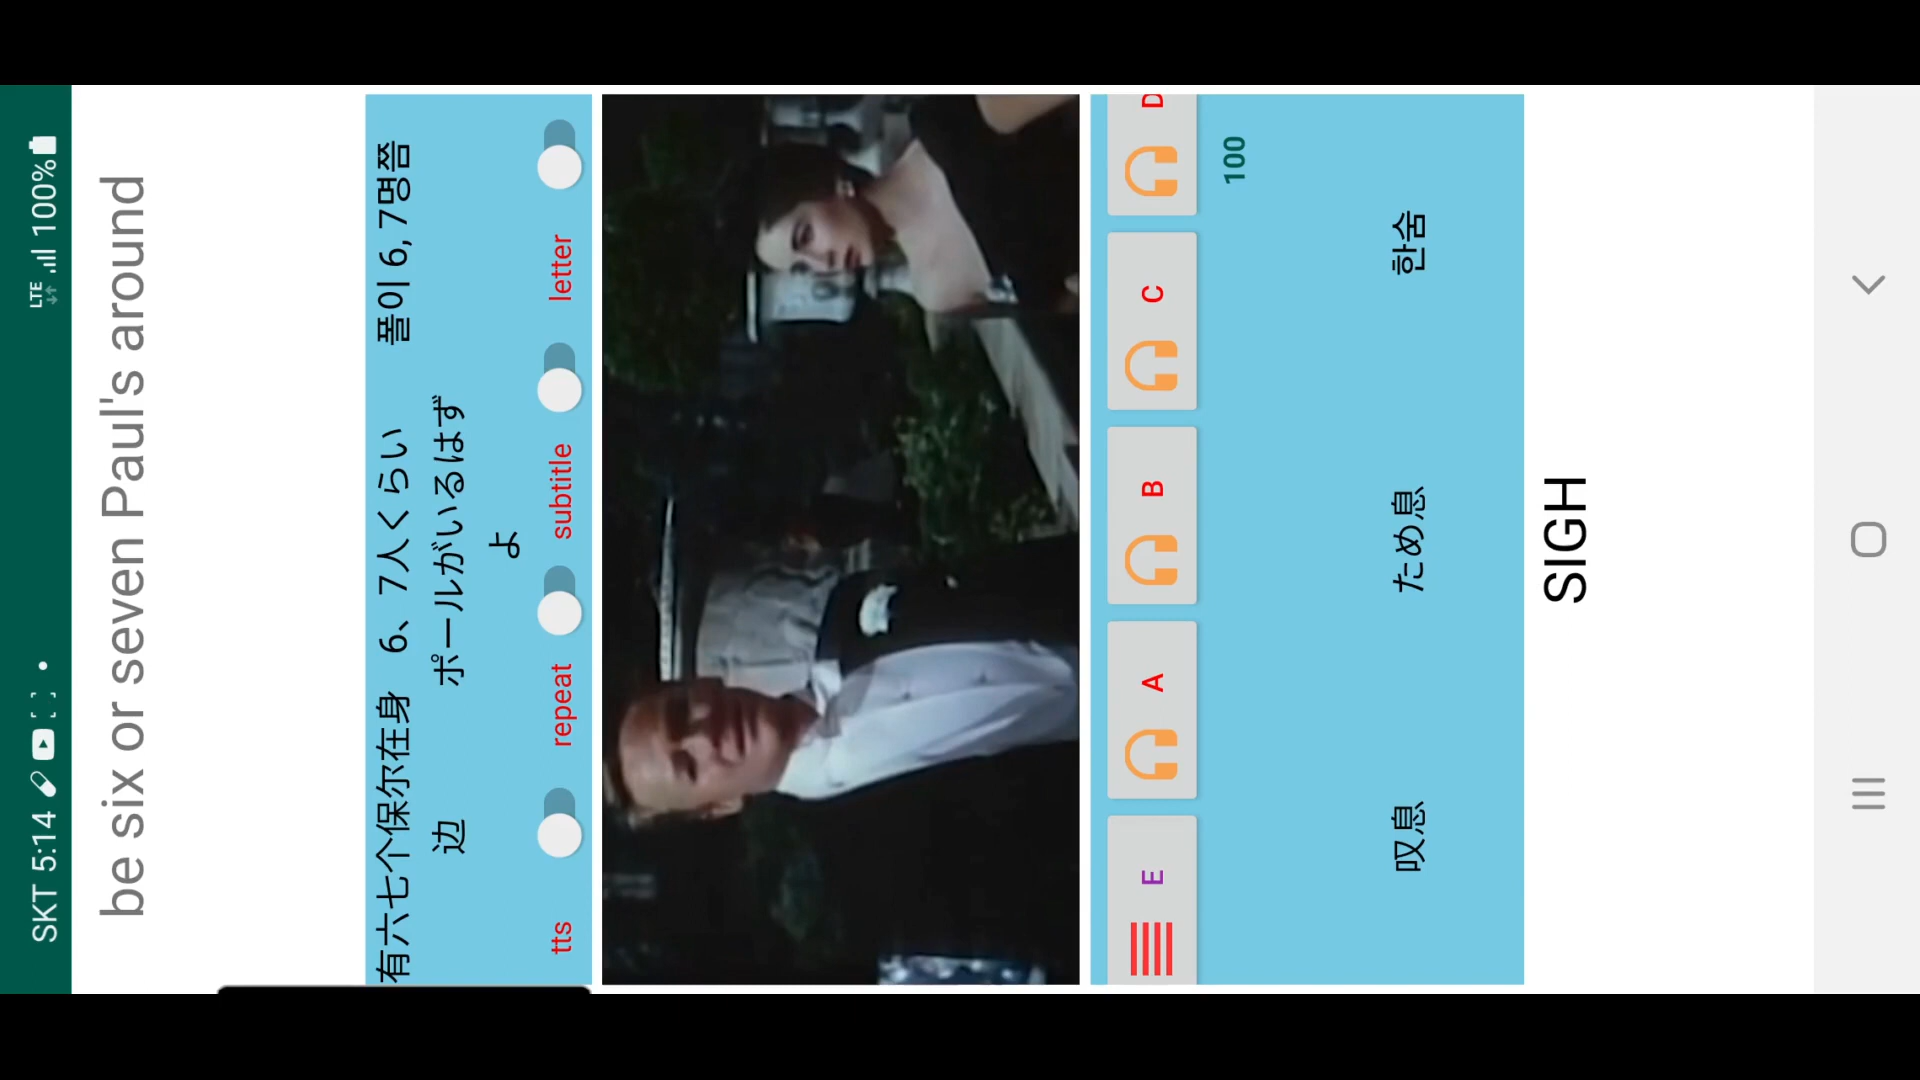 SKT 5:14 LTE 100%
be six or seven Paul's around
有六七个保尔在身
辺
6、7人くらい
ポールがいるはず
よ
폴이 6, 7명쯤
tts repeat subtitle letter
E A B C D
100
叹息 ため息 한숨
SIGH